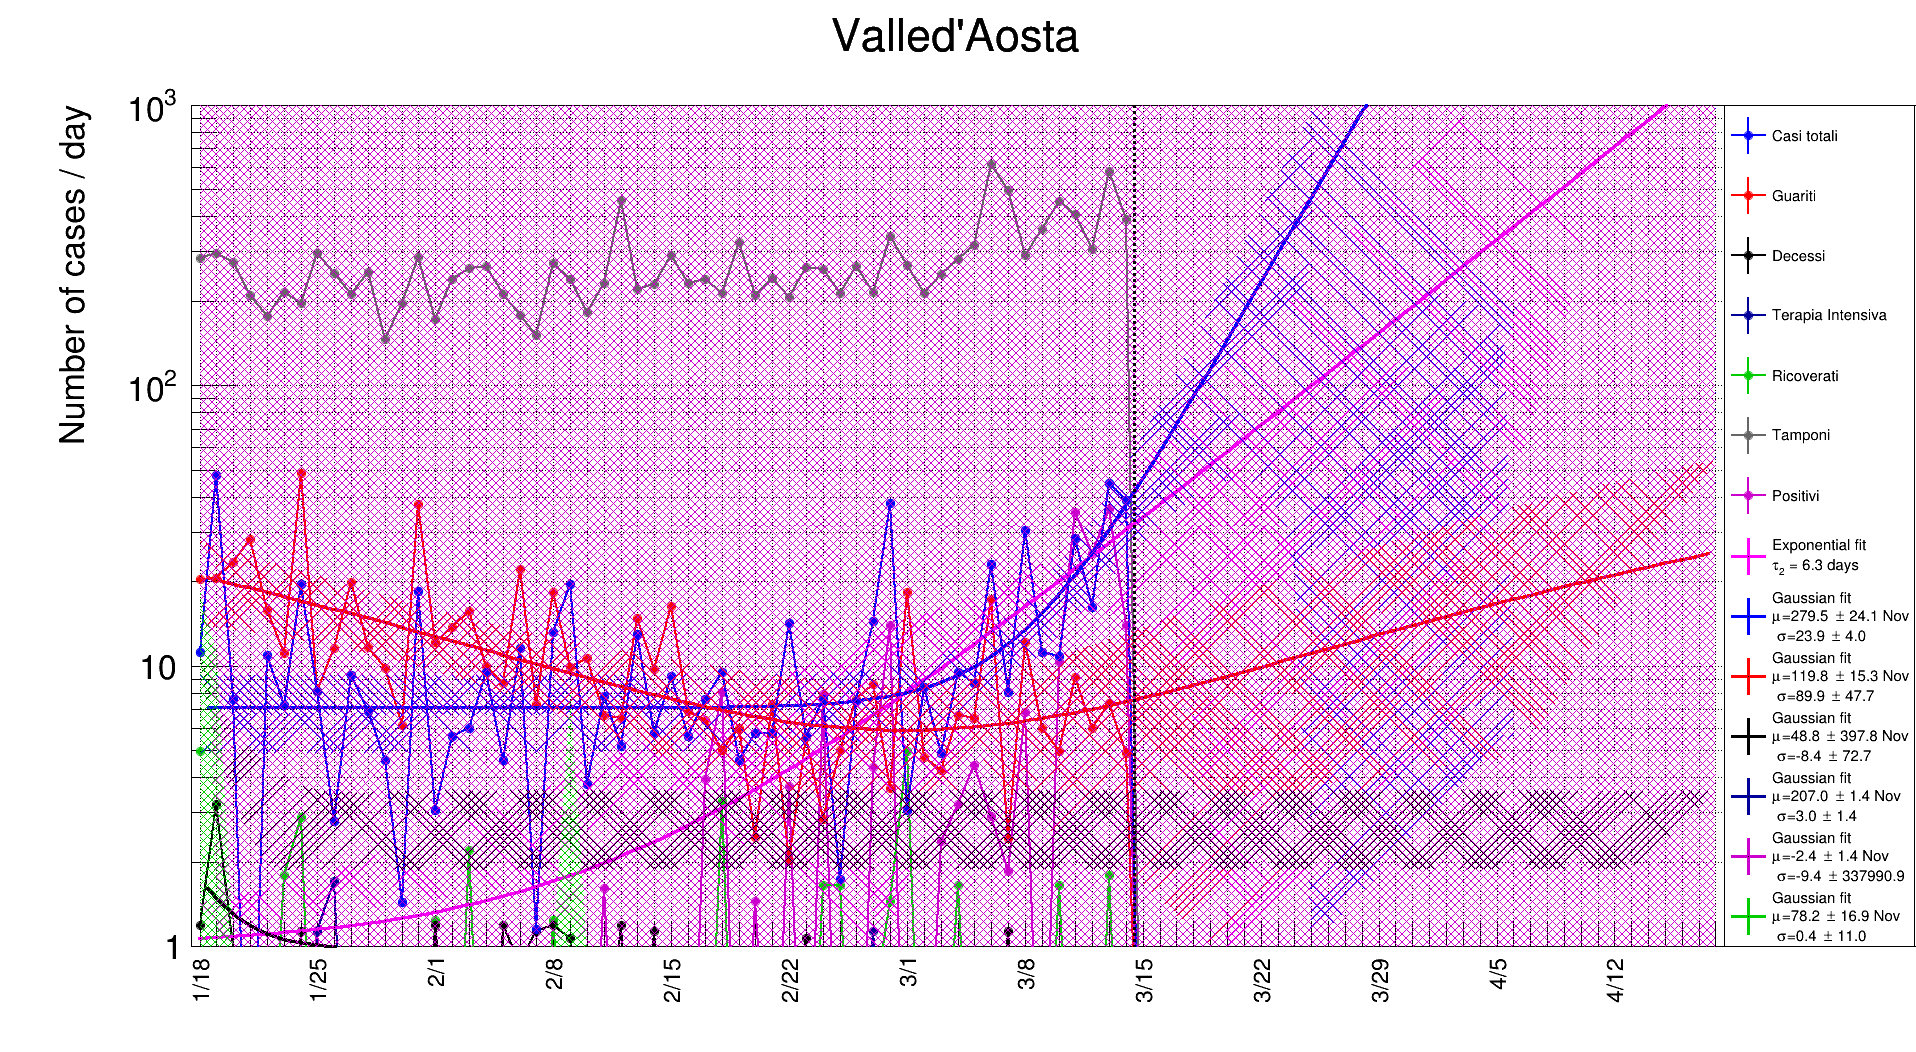 Valled'Aosta
Number of cases / day
10³
10²
10
1
1/18
1/25
2/1
2/8
2/15
2/22
3/1
3/8
3/15
3/22
3/29
4/5
4/12
Casi totali
Guariti
Decessi
Terapia Intensiva
Ricoverati
Tamponi
Positivi
Exponential fit
τ₂ = 6.3 days
Gaussian fit
μ=279.5 ± 24.1 Nov
σ=23.9 ± 4.0
Gaussian fit
μ=119.8 ± 15.3 Nov
σ=89.9 ± 47.7
Gaussian fit
μ=48.8 ± 397.8 Nov
σ=-8.4 ± 72.7
Gaussian fit
μ=207.0 ± 1.4 Nov
σ=3.0 ± 1.4
Gaussian fit
μ=-2.4 ± 1.4 Nov
σ=-9.4 ± 337990.9
Gaussian fit
μ=78.2 ± 16.9 Nov
σ=0.4 ± 11.0